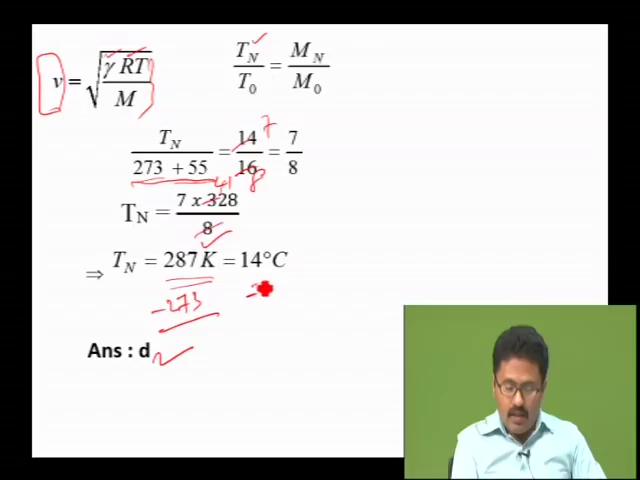 v = √(γ RT / M)
T_N / T_0 = M_N / M_0
T_N / (273 + 55) = 14 / 16 = 7 / 8
7
8
41
T_N = 7 x 328 / 8
⇒ T_N = 287 K = 14°C
-273
Ans : d